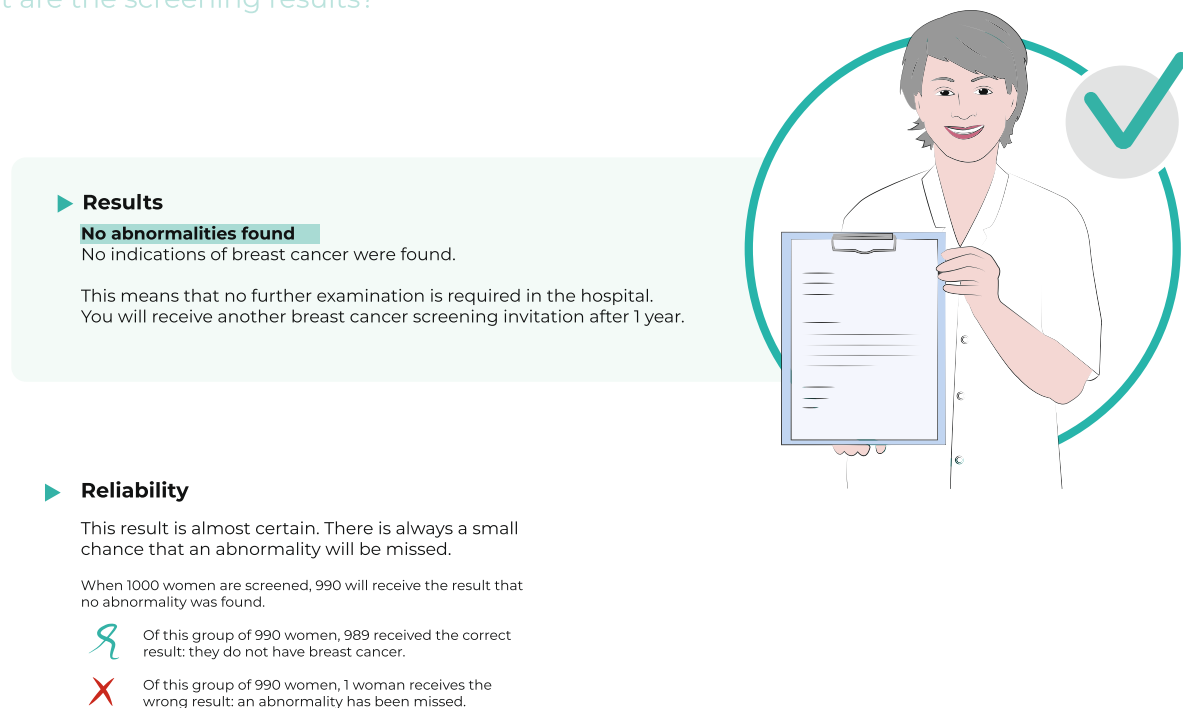 t are the screening results?
Results
No abnormalities found
No indications of breast cancer were found.
This means that no further examination is required in the hospital.
You will receive another breast cancer screening invitation after 1 year.
Reliability
This result is almost certain. There is always a small
chance that an abnormality will be missed.
When 1000 women are screened, 990 will receive the result that
no abnormality was found.
Of this group of 990 women, 989 received the correct
result: they do not have breast cancer.
Of this group of 990 women, 1 woman receives the
wrong result: an abnormality has been missed.